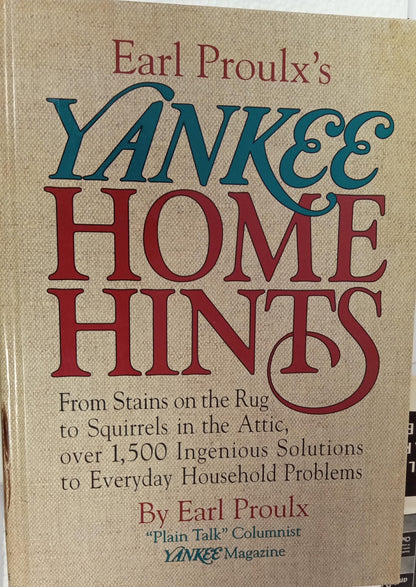 Earl Proulx's
YANKEE
HOME
HINTS
From Stains on the Rug
to Squirrels in the Attic,
over 1,500 Ingenious Solutions
to Everyday Household Problems
By Earl Proulx
"Plain Talk" Columnist
YANKEE Magazine